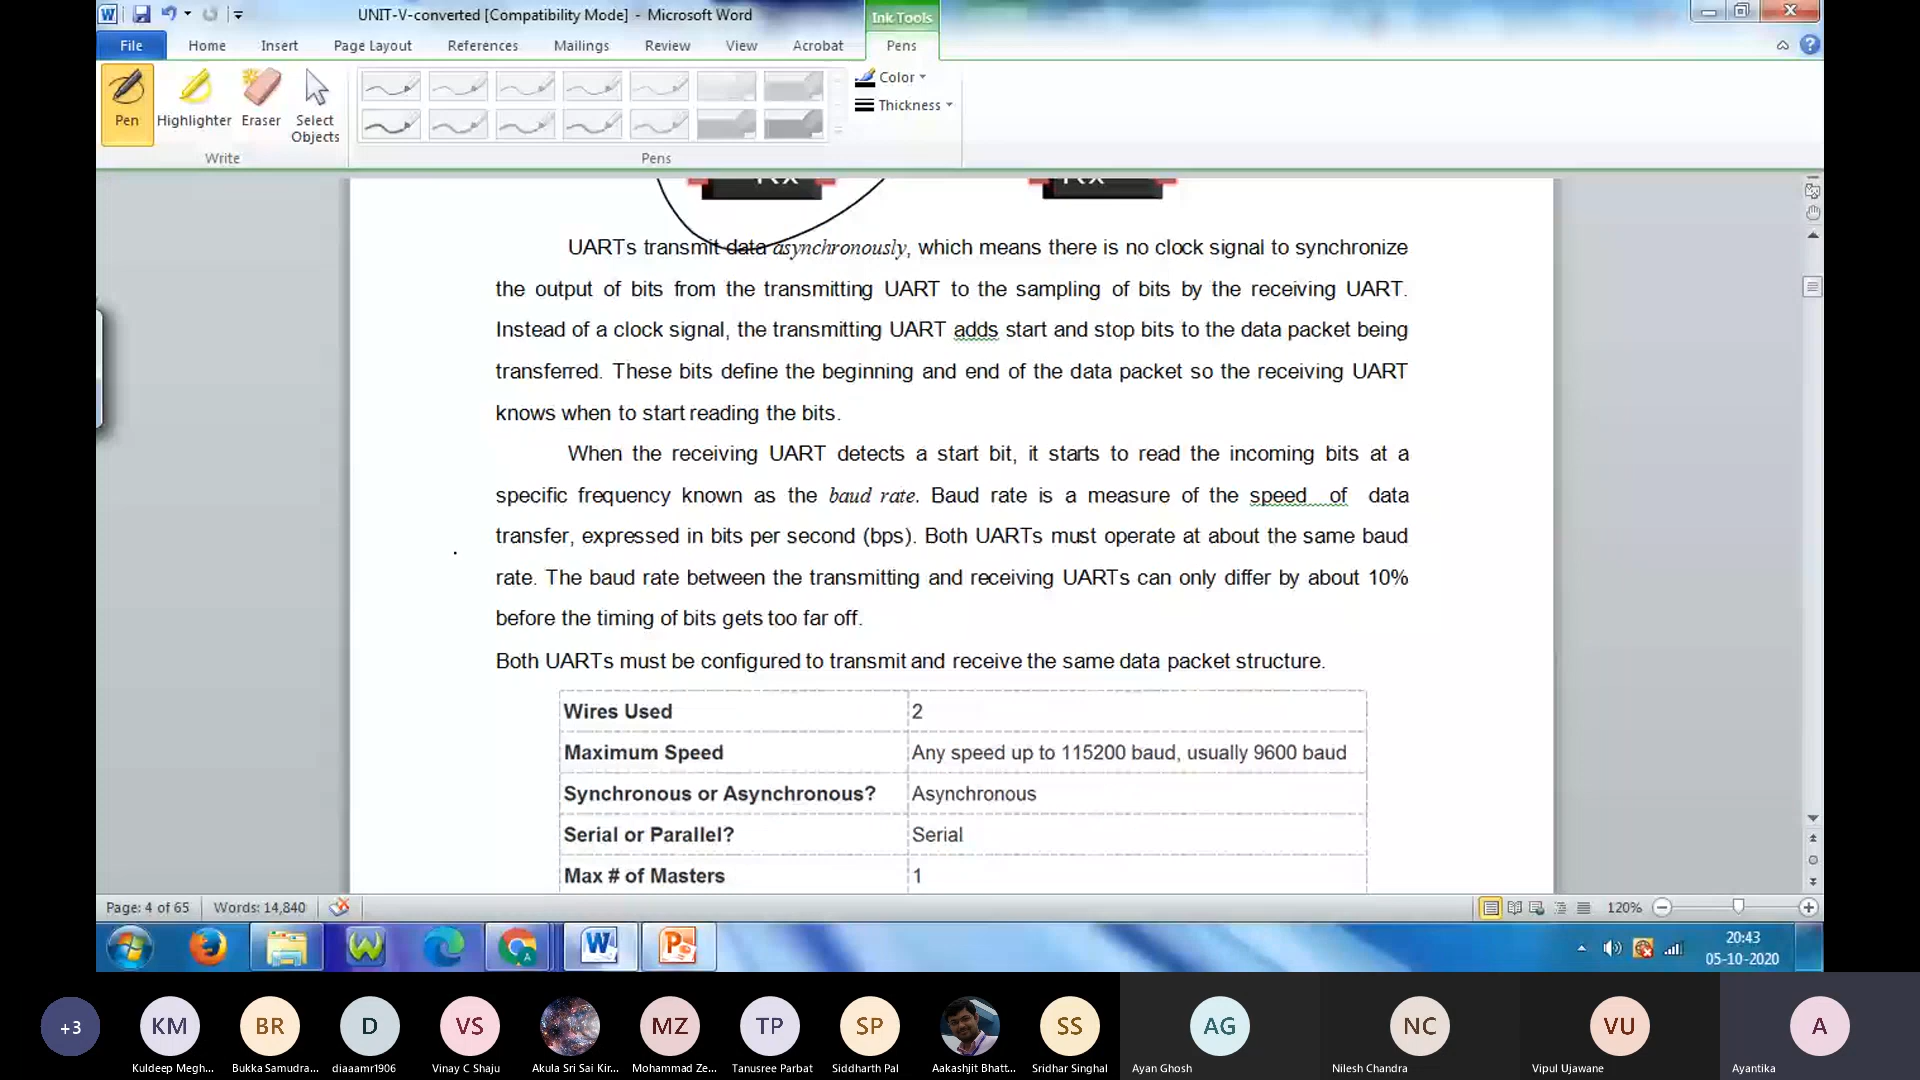 UNIT-V-converted [Compatibility Mode] - Microsoft Word
Ink Tools
File Home Insert Page Layout References Mailings Review View Acrobat Pens
Pen Highlighter Eraser Select Objects
Color
Thickness
Write Pens
Rx Rx
UARTs transmit data asynchronously, which means there is no clock signal to synchronize
the output of bits from the transmitting UART to the sampling of bits by the receiving UART.
Instead of a clock signal, the transmitting UART adds start and stop bits to the data packet being
transferred. These bits define the beginning and end of the data packet so the receiving UART
knows when to start reading the bits.
When the receiving UART detects a start bit, it starts to read the incoming bits at a
specific frequency known as the baud rate. Baud rate is a measure of the speed of data
transfer, expressed in bits per second (bps). Both UARTs must operate at about the same baud
rate. The baud rate between the transmitting and receiving UARTs can only differ by about 10%
before the timing of bits gets too far off.
Both UARTs must be configured to transmit and receive the same data packet structure.
Wires Used 2
Maximum Speed Any speed up to 115200 baud, usually 9600 baud
Synchronous or Asynchronous? Asynchronous
Serial or Parallel? Serial
Max # of Masters 1
Page: 4 of 65 Words: 14,840 120%
20:43
05-10-2020
+3 KM BR D VS MZ TP SP SS AG NC VU A
Kuldeep Megh... Bukka Samudra... diaaamr1906 Vinay C Shaju Akula Sri Sai Kir... Mohammad Ze... Tanusree Parbat Siddharth Pal Aakashjit Bhatt... Sridhar Singhal Ayan Ghosh Nilesh Chandra Vipul Ujawane Ayantika